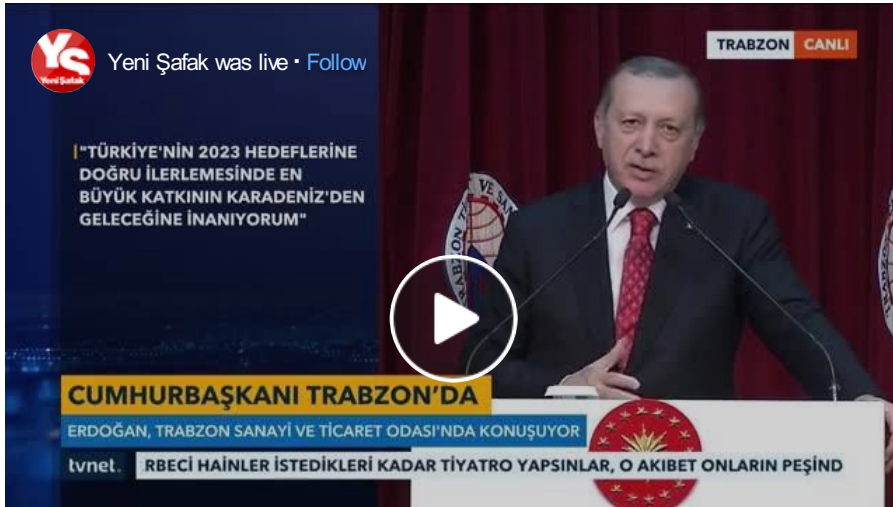 Yeni Şafak was live · Follow
YS
Yeni Şafak
TRABZON CANLI
"TÜRKİYE'NİN 2023 HEDEFLERİNE
DOĞRU İLERLEMESİNDE EN
BÜYÜK KATKININ KARADENİZ'DEN
GELECEĞİNE İNANIYORUM"
CUMHURBAŞKANI TRABZON'DA
ERDOĞAN, TRABZON SANAYİ VE TİCARET ODASI'NDA KONUŞUYOR
tvnet. RBECİ HAİNLER İSTEDİKLERİ KADAR TİYATRO YAPSINLAR, O AKIBET ONLARIN PEŞİND